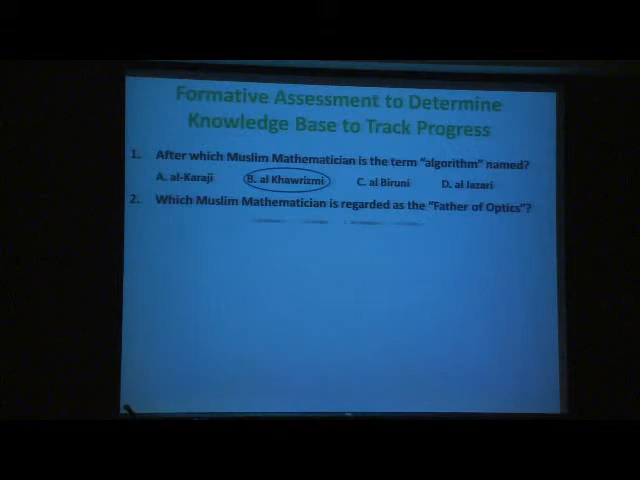 Formative Assessment to Determine
Knowledge Base to Track Progress
1. After which Muslim Mathematician is the term “algorithm” named?
A. al-Karaji B. al Khawrizmi C. al Biruni D. al Jazari
2. Which Muslim Mathematician is regarded as the “Father of Optics”?